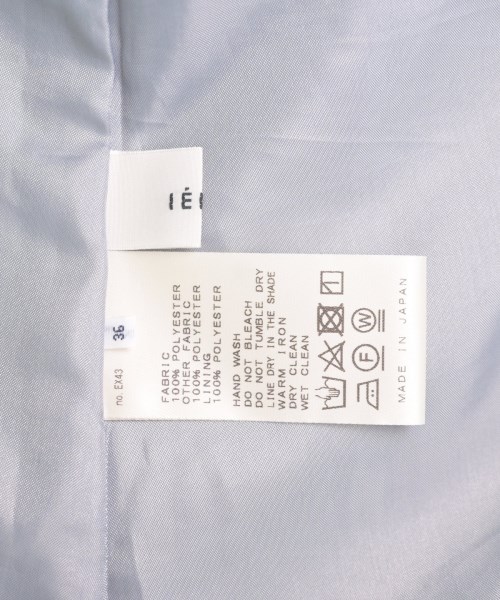 36
no. EX43
FABRIC
100% POLYESTER
OTHER FABRIC
100% POLYESTER
LINING
100% POLYESTER
HAND WASH
DO NOT BLEACH
DO NOT TUMBLE DRY
LINE DRY IN THE SHADE
WARM IRON
DRY CLEAN
WET CLEAN
F
W
MADE IN JAPAN